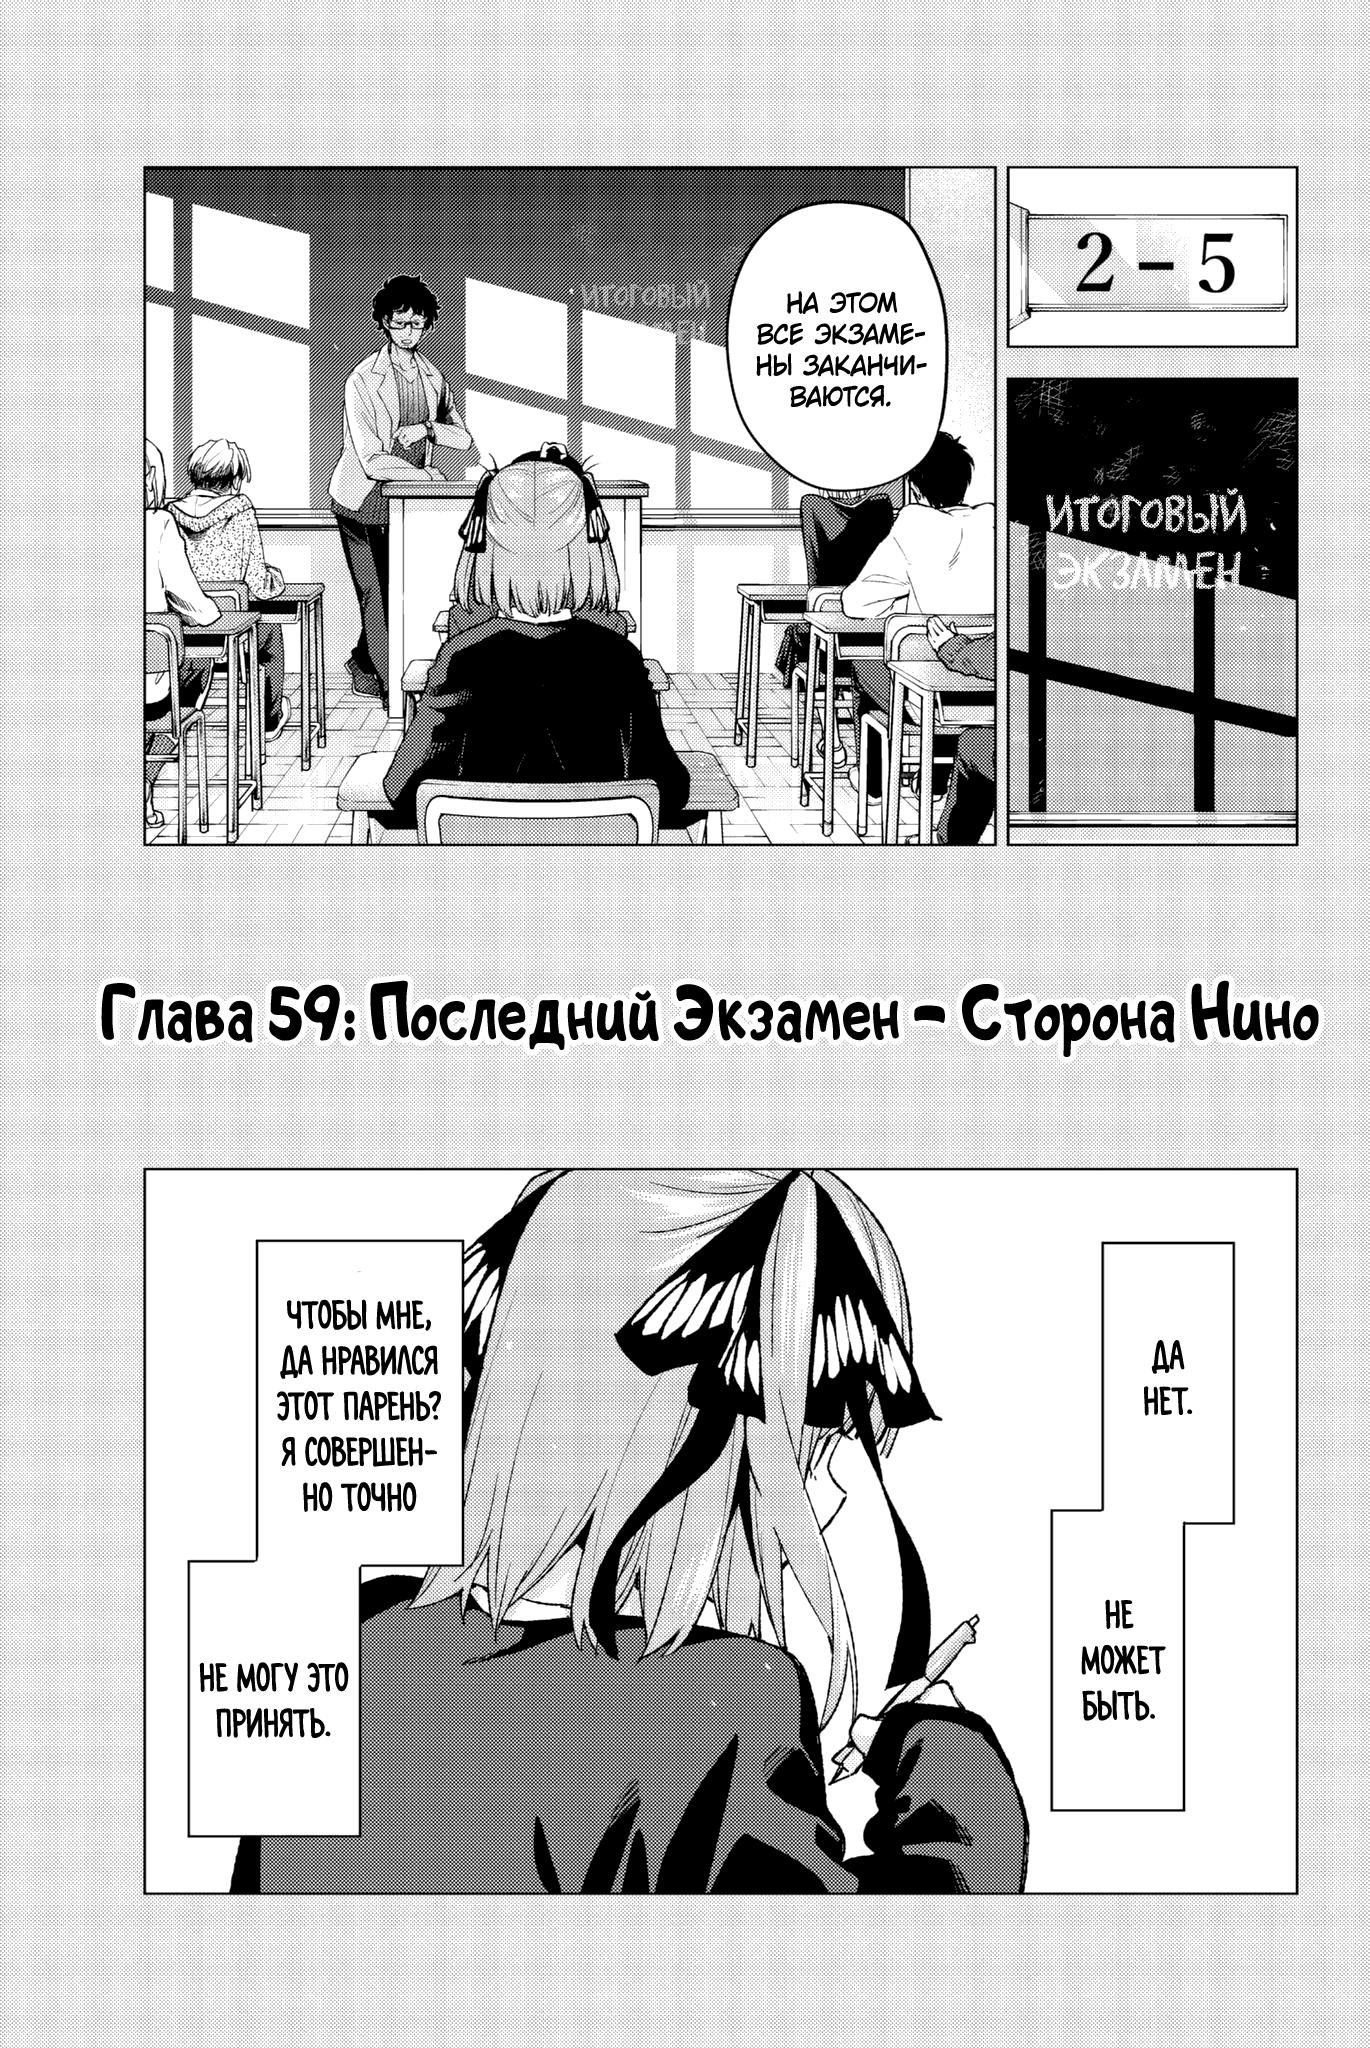 2-5
ИТОГОВЫЙ
ЭКЗАМЕН
НА ЭТОМ
ВСЕ ЭКЗАМЕ-
НЫ ЗАКАНЧИ-
ВАЮТСЯ.
ИТОГОВЫЙ
ЗАМЕН
Глава 59: Последний Экзамен - Сторона Нино
ДА
НЕТ.
НЕ
МОЖЕТ
БЫТЬ.
ЧТОБЫ МНЕ,
ДА НРАВИЛСЯ
ЭТОТ ПАРЕНЬ?
Я СОВЕРШЕН-
НО ТОЧНО
НЕ МОГУ ЭТО
ПРИНЯТЬ.